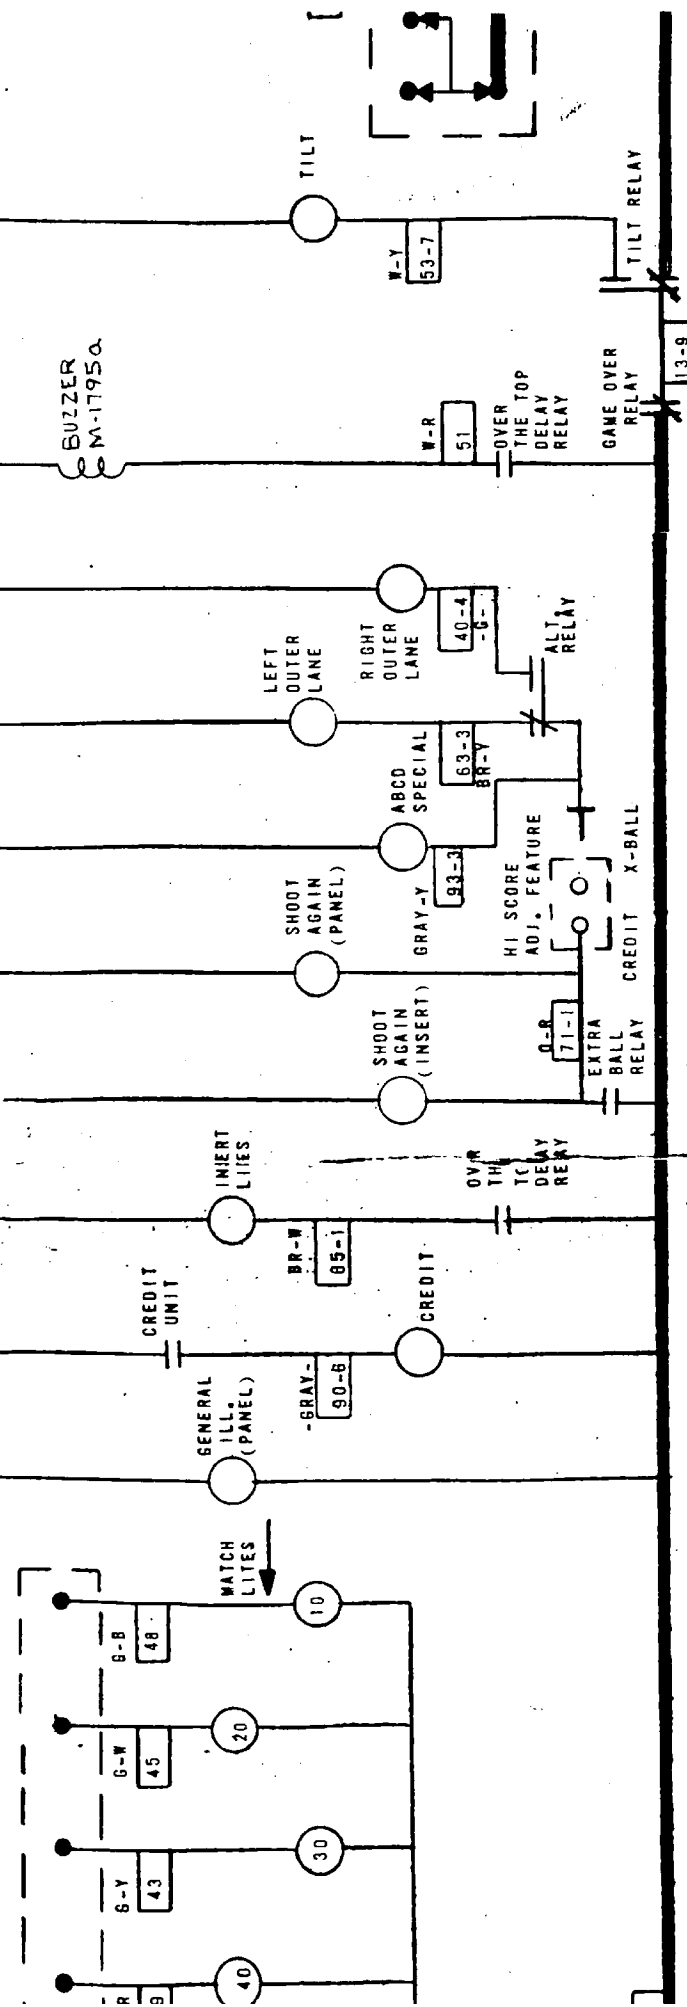 TILT
W-Y
53-7
TILT RELAY
BUZZER
M-1795a
W-R
51
OVER
THE TOP
DELAY
RELAY
GAME OVER
RELAY
13-9
RIGHT
OUTER
LANE
40-4
-G-
ALT.
RELAY
LEFT
OUTER
LANE
63-3
BR-Y
ABCD
SPECIAL
GRAY-Y
93-3
HI SCORE
ADJ. FEATURE
CREDIT
X-BALL
SHOOT
AGAIN
(PANEL)
SHOOT
AGAIN
(INSERT)
O-R
71-1
EXTRA
BALL
RELAY
LITES
BR-W
85-1
DELAY
RELAY
CREDIT
UNIT
-GRAY-
90-6
CREDIT
GENERAL
ILL.
(PANEL)
MATCH
LITES
G-B
48
10
G-W
45
20
G-Y
43
30
R
9
40